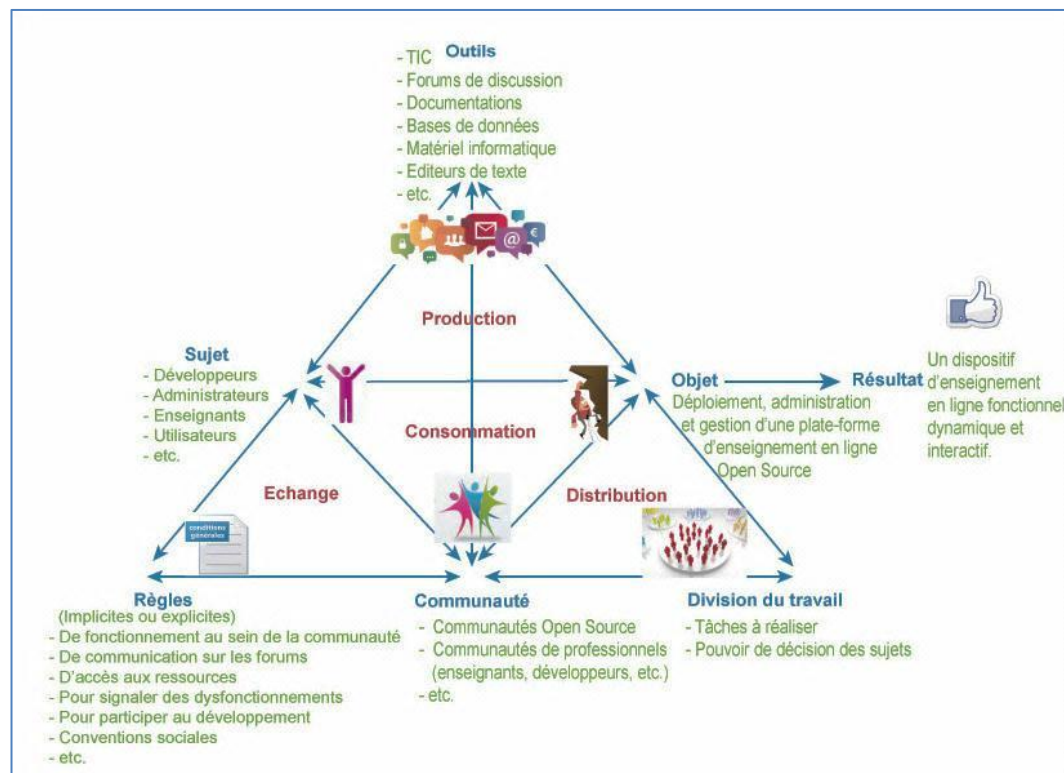 Outils
- TIC
- Forums de discussion
- Documentations
- Bases de données
- Matériel informatique
- Editeurs de texte
- etc.
@
€
Production
Sujet
- Développeurs
- Administrateurs
- Enseignants
- Utilisateurs
- etc.
Objet
Déploiement, administration
et gestion d'une plate-forme
d'enseignement en ligne
Open Source
Résultat
Un dispositif
d'enseignement
en ligne fonctionnel
dynamique et
interactif.
Consommation
Echange
Distribution
conditions
générales
Règles
(Implicites ou explicites)
- De fonctionnement au sein de la communauté
- De communication sur les forums
- D'accès aux ressources
- Pour signaler des dysfonctionnements
- Pour participer au développement
- Conventions sociales
- etc.
Communauté
- Communautés Open Source
- Communautés de professionnels
(enseignants, développeurs, etc.)
- etc.
Division du travail
- Tâches à réaliser
- Pouvoir de décision des sujets